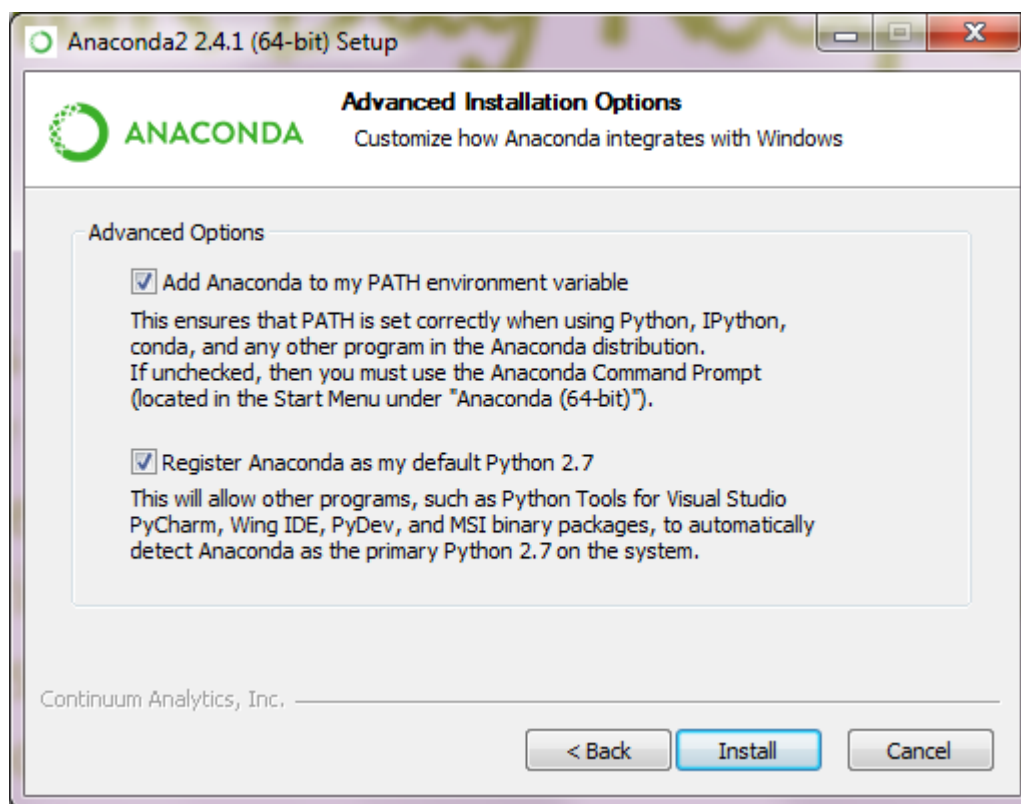 Anaconda2 2.4.1 (64-bit) Setup
ANACONDA
Advanced Installation Options
Customize how Anaconda integrates with Windows
Advanced Options
Add Anaconda to my PATH environment variable
This ensures that PATH is set correctly when using Python, IPython,
conda, and any other program in the Anaconda distribution.
If unchecked, then you must use the Anaconda Command Prompt
(located in the Start Menu under "Anaconda (64-bit)").
Register Anaconda as my default Python 2.7
This will allow other programs, such as Python Tools for Visual Studio
PyCharm, Wing IDE, PyDev, and MSI binary packages, to automatically
detect Anaconda as the primary Python 2.7 on the system.
Continuum Analytics, Inc.
< Back
Install
Cancel